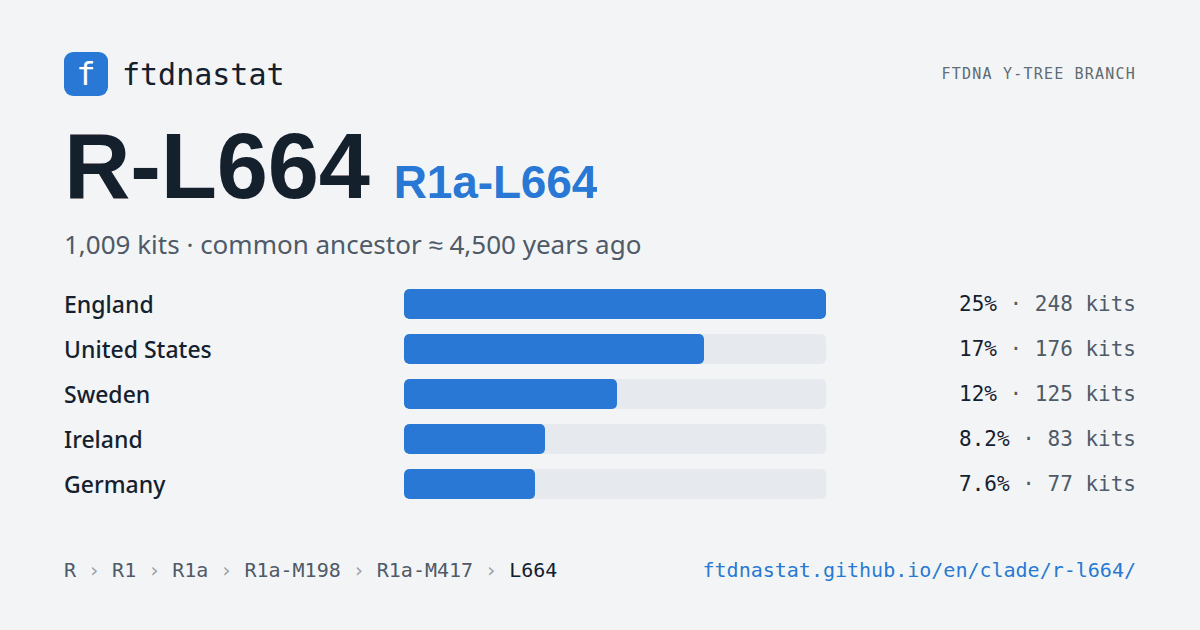 f ftdnastat
FTDNA Y-TREE BRANCH
R-L664 R1a-L664
1,009 kits · common ancestor ≈ 4,500 years ago
England 25% · 248 kits
United States 17% · 176 kits
Sweden 12% · 125 kits
Ireland 8.2% · 83 kits
Germany 7.6% · 77 kits
R › R1 › R1a › R1a-M198 › R1a-M417 › L664
ftdnastat.github.io/en/clade/r-l664/